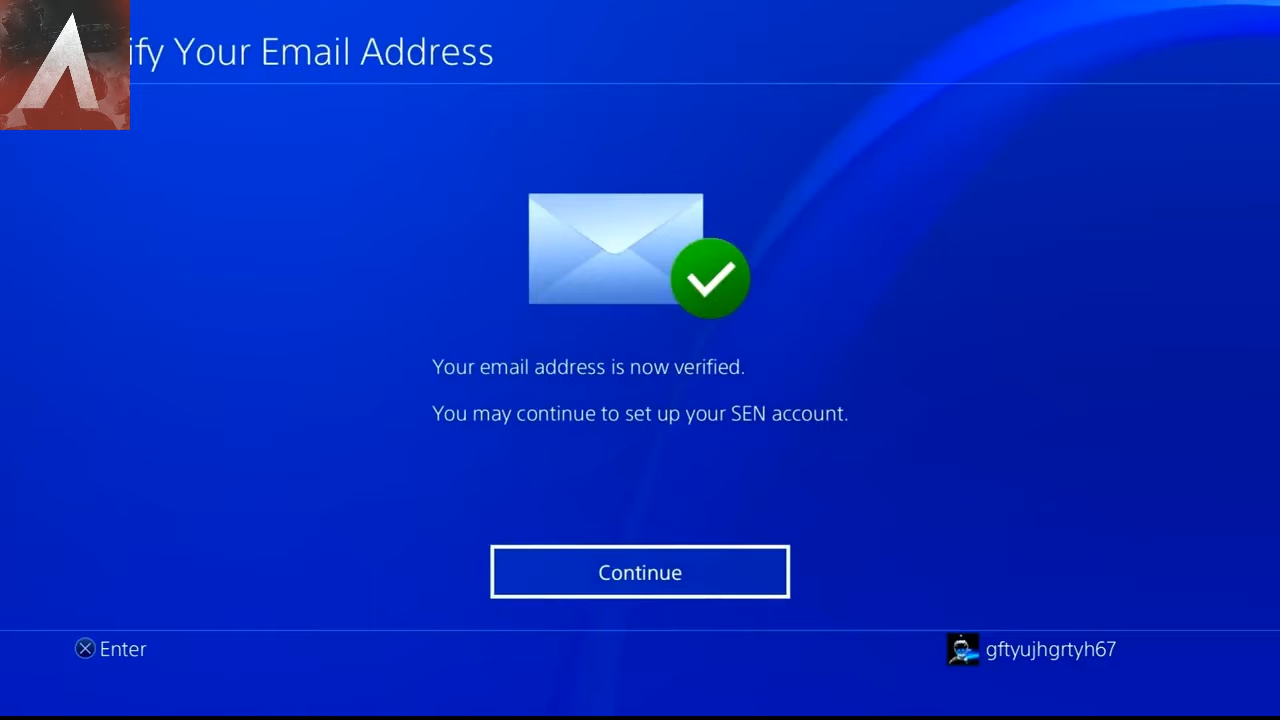 ify Your Email Address
Your email address is now verified.
You may continue to set up your SEN account.
Continue
Enter
gftyujhgrtyh67